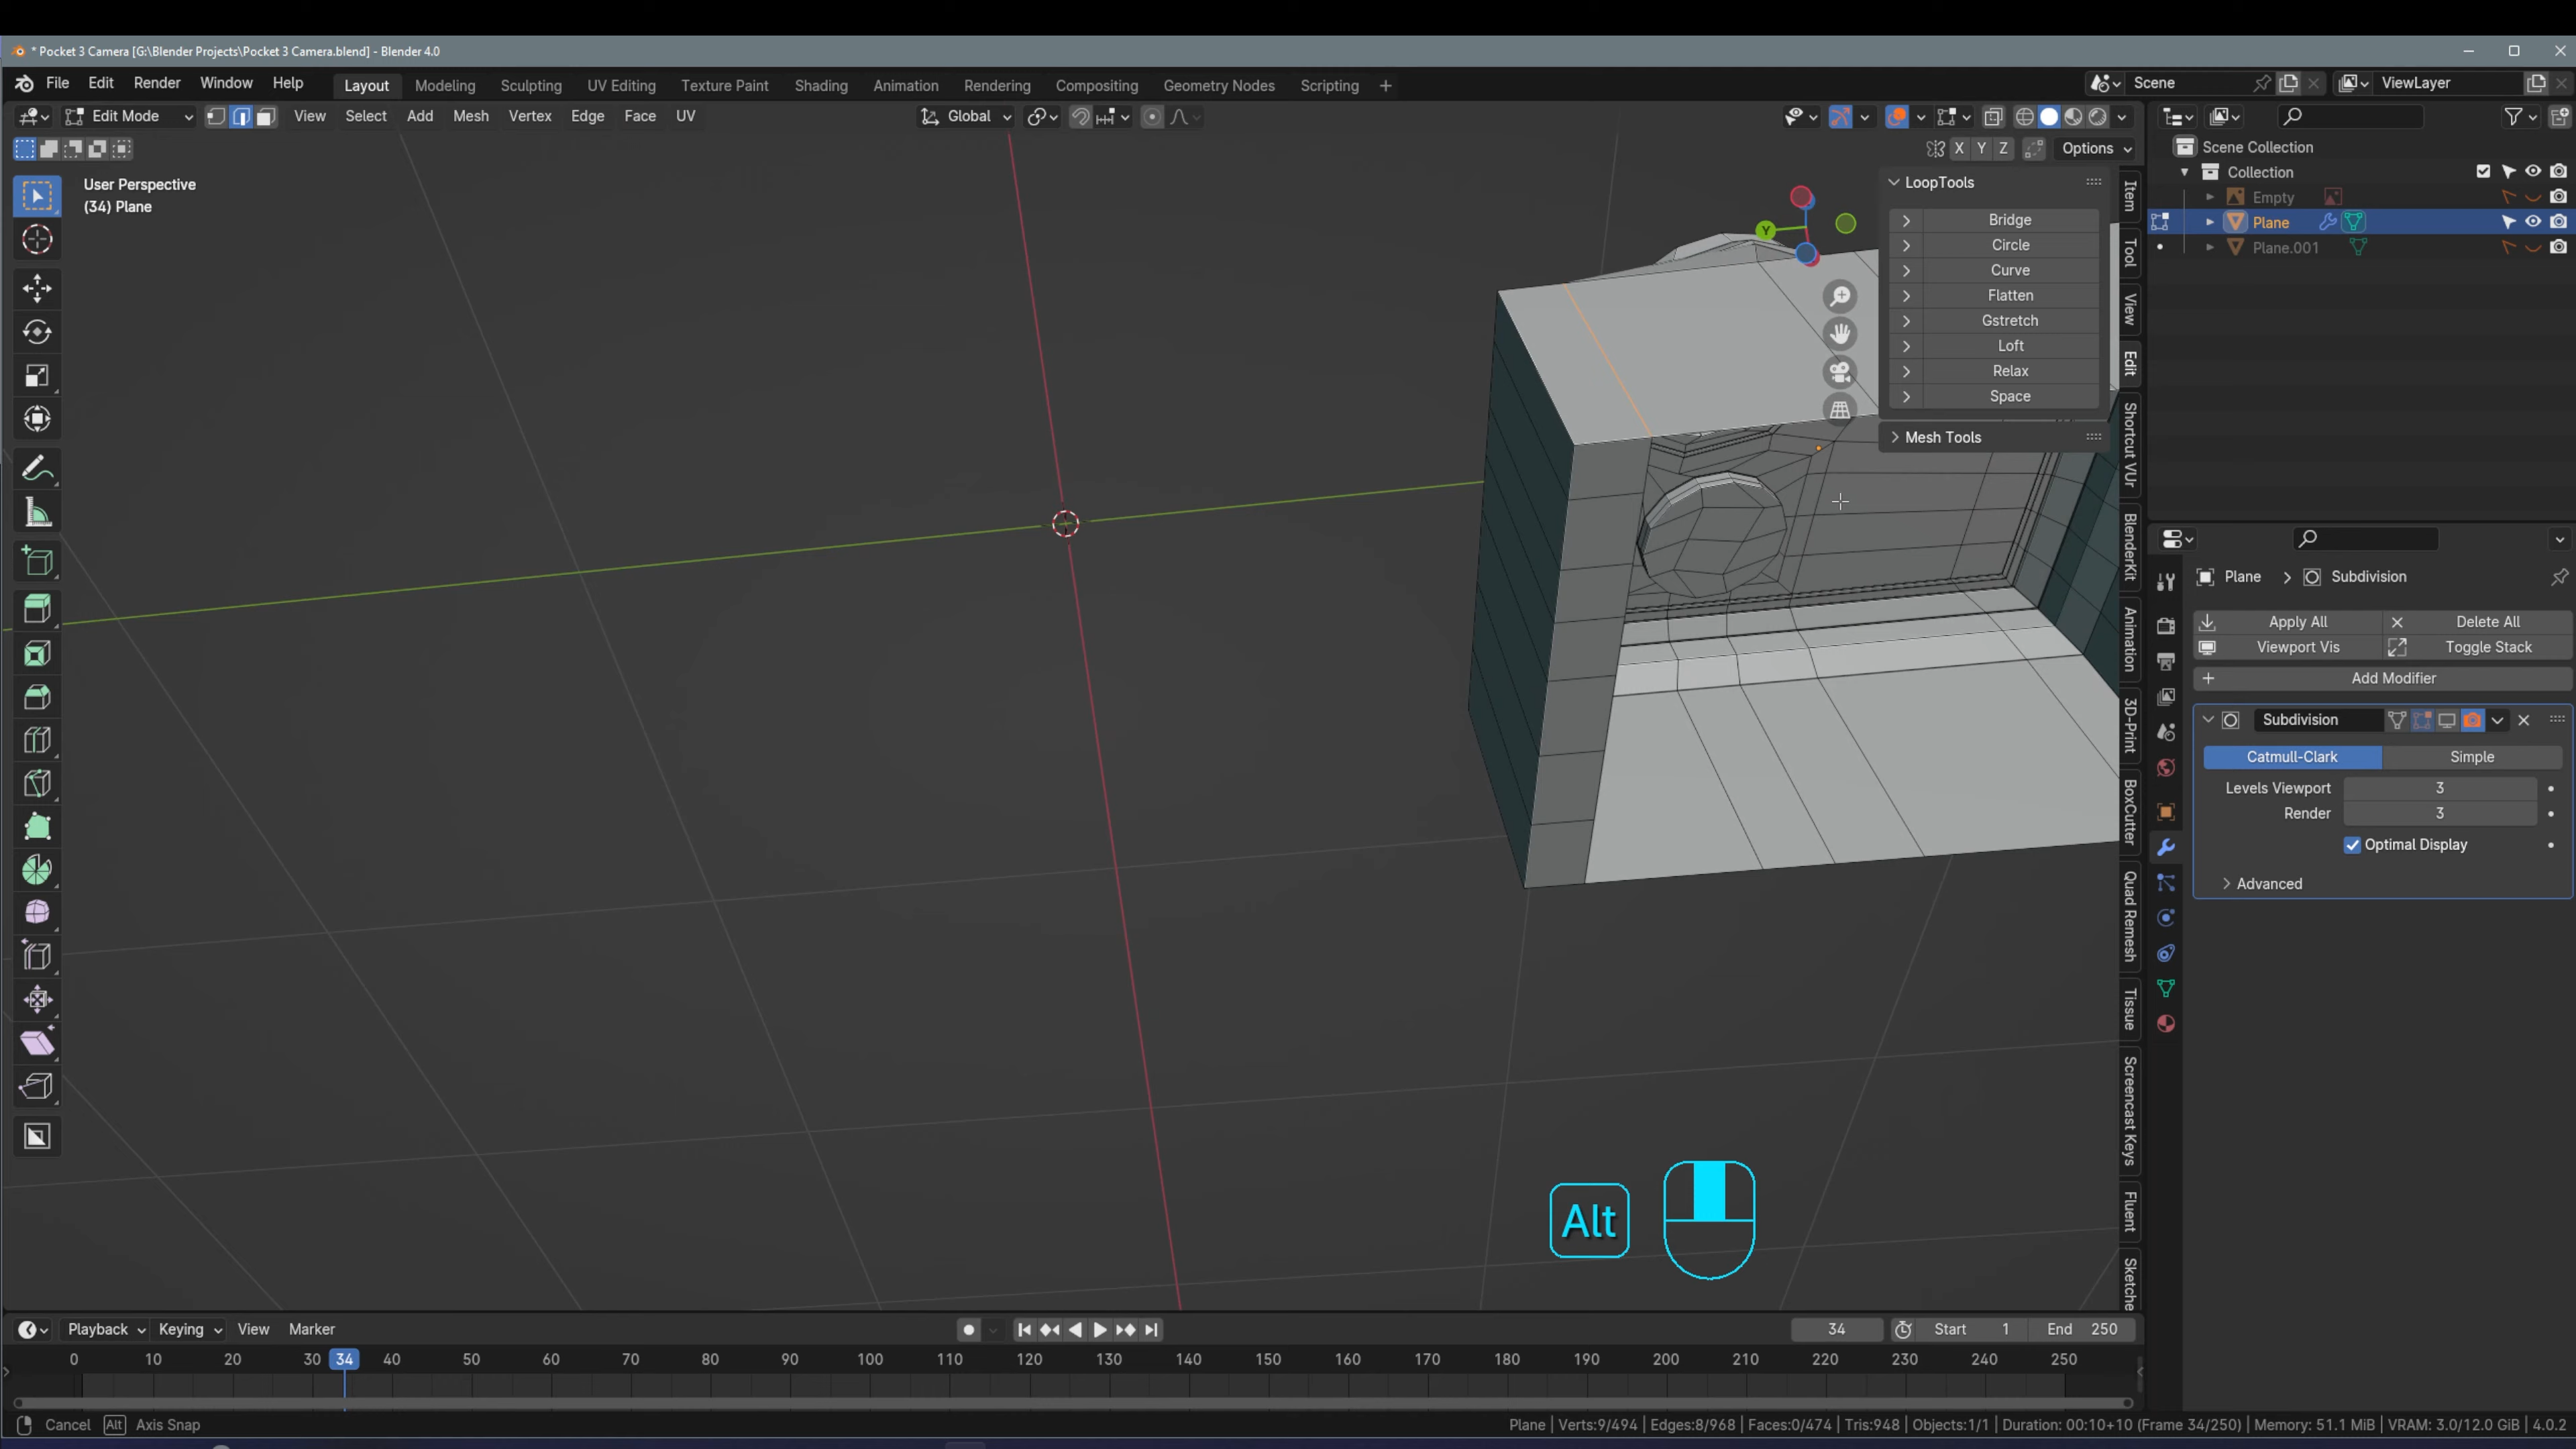 * Pocket 3 Camera [G:\Blender Projects\Pocket 3 Camera.blend] - Blender 4.0
File Edit Render Window Help Layout Modeling Sculpting UV Editing Texture Paint Shading Animation Rendering Compositing Geometry Nodes Scripting + Scene ViewLayer
Edit Mode View Select Add Mesh Vertex Edge Face UV Global
X Y Z Options
User Perspective
(34) Plane
Y
LoopTools
Bridge
Circle
Curve
Flatten
Gstretch
Loft
Relax
Space
Mesh Tools
Item
Tool
View
Edit
Shortcut VUr
BlenderKit
Animation
3D-Print
BoxCutter
Quad Remesh
Tissue
Screencast Keys
Fluent
Sketche
Scene Collection
Collection
Empty
Plane
Plane.001
Plane > Subdivision
Apply All Delete All
Viewport Vis Toggle Stack
Add Modifier
Subdivision
Catmull-Clark Simple
Levels Viewport 3
Render 3
Optimal Display
Advanced
Alt
Playback Keying View Marker 34 Start 1 End 250
0 10 20 30 34 40 50 60 70 80 90 100 110 120 130 140 150 160 170 180 190 200 210 220 230 240 250
Cancel Alt Axis Snap Plane | Verts:9/494 | Edges:8/968 | Faces:0/474 | Tris:948 | Objects:1/1 | Duration: 00:10+10 (Frame 34/250) | Memory: 51.1 MiB | VRAM: 3.0/12.0 GiB | 4.0.2